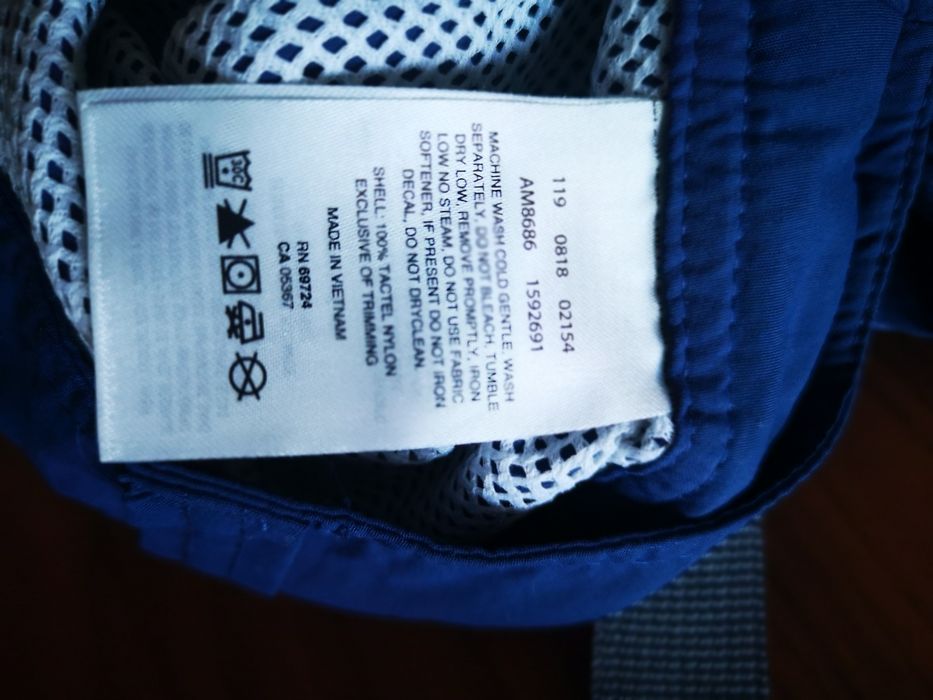 119 0818 02154
AM8686 1592691
MACHINE WASH COLD GENTLE. WASH
SEPARATELY, DO NOT BLEACH, TUMBLE
DRY LOW, REMOVE PROMPTLY, IRON
LOW NO STEAM, DO NOT USE FABRIC
SOFTENER, IF PRESENT DO NOT IRON
DECAL, DO NOT DRYCLEAN.
SHELL: 100% TACTEL NYLON
EXCLUSIVE OF TRIMMING
MADE IN VIETNAM
RN 69724
CA 05367
30C